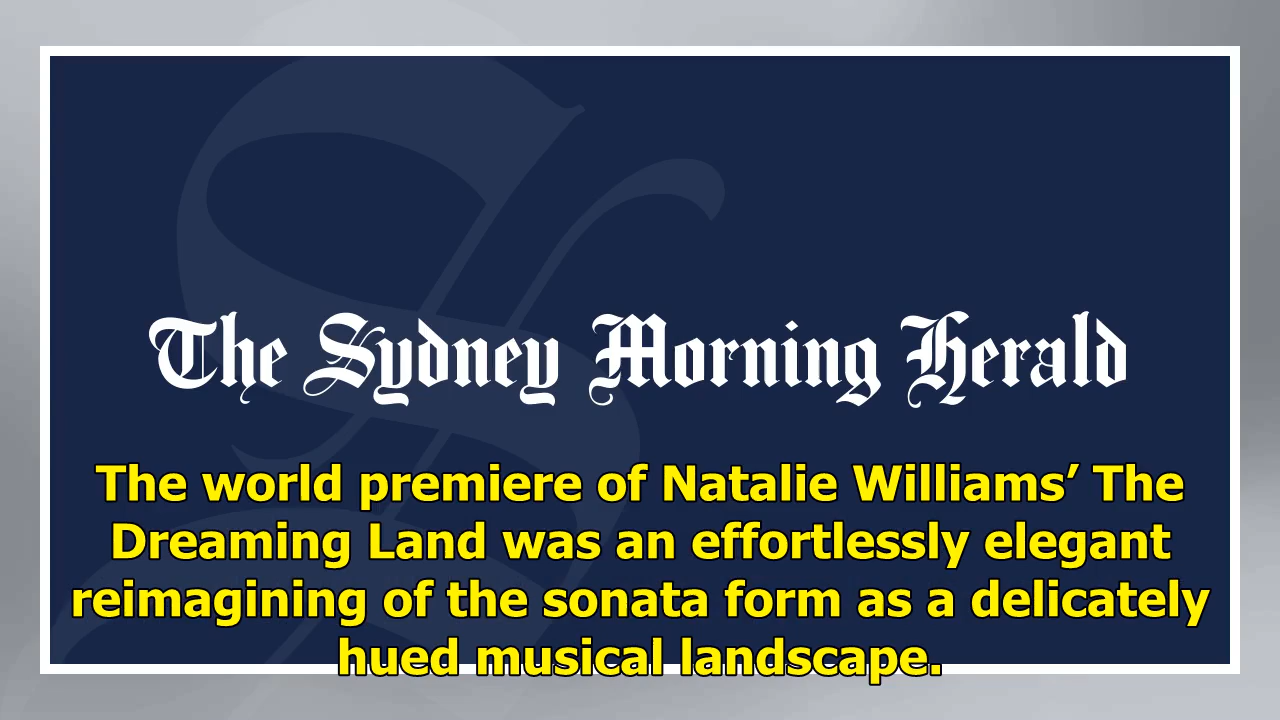 The Sydney Morning Herald
The world premiere of Natalie Williams’ The
Dreaming Land was an effortlessly elegant
reimagining of the sonata form as a delicately
hued musical landscape.